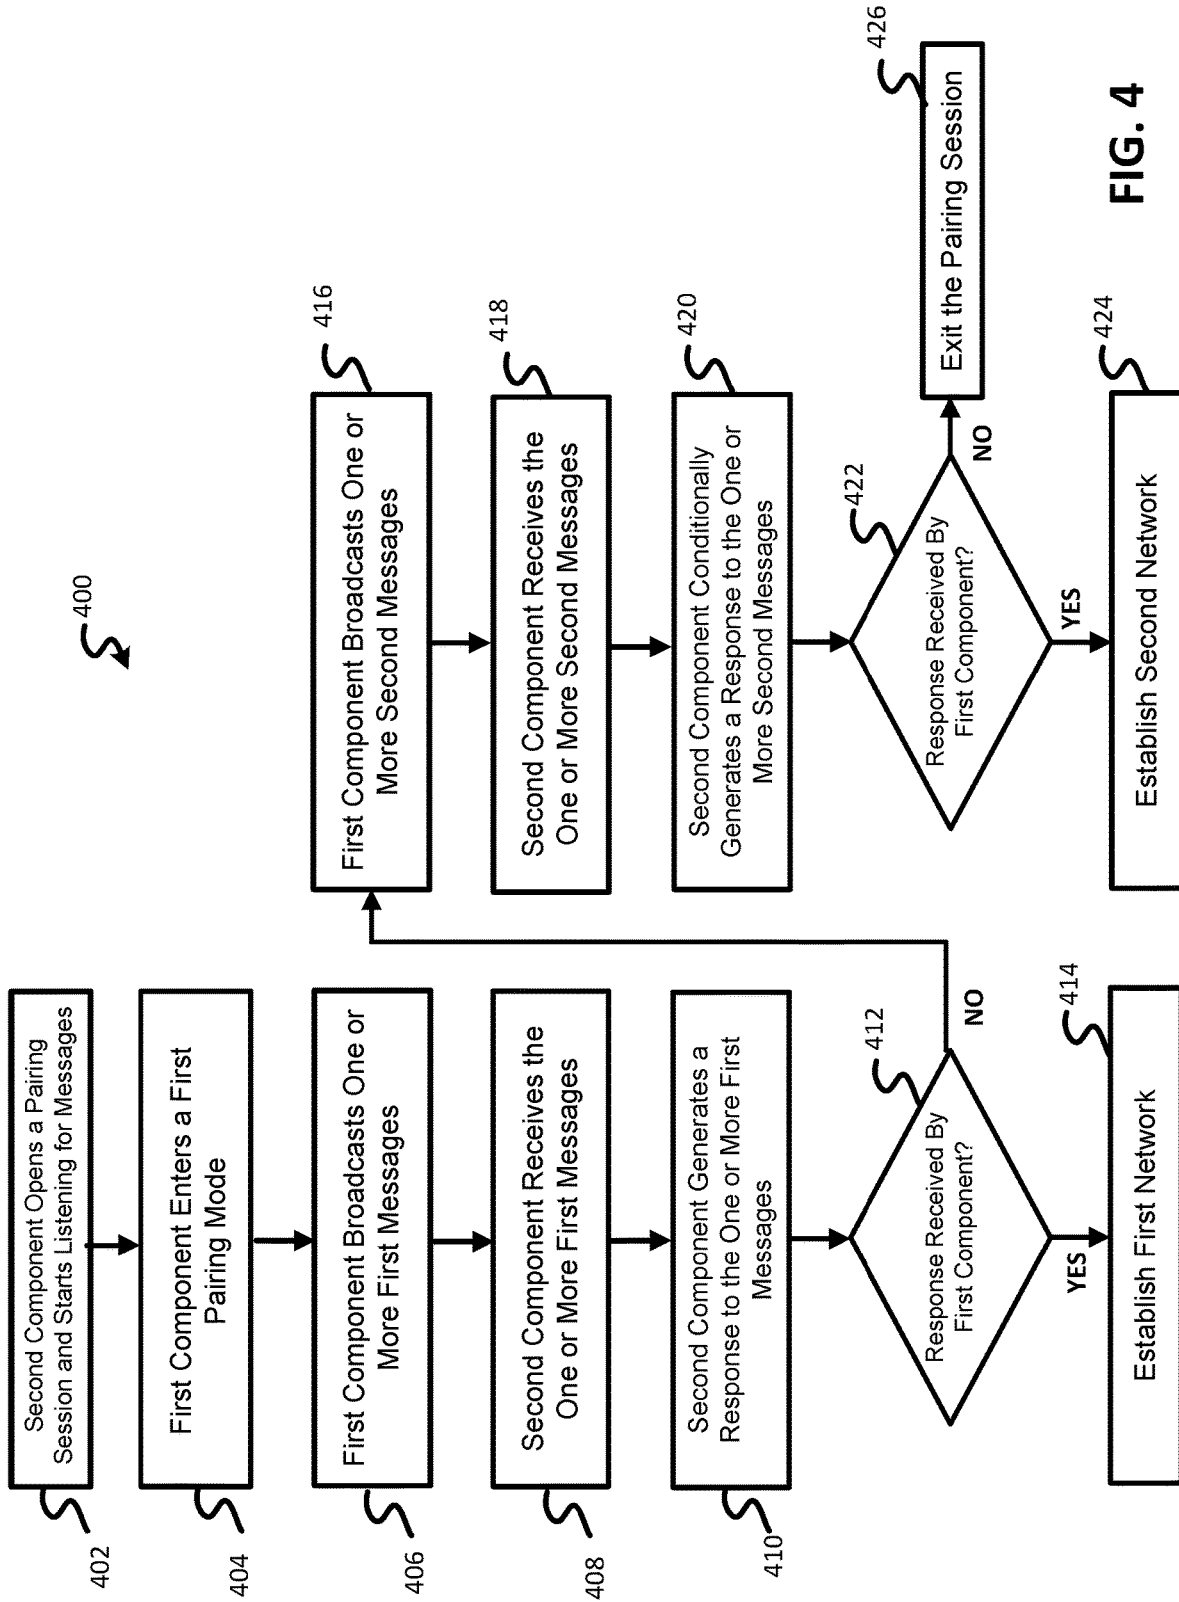 400
402
Second Component Opens a Pairing
Session and Starts Listening for Messages
404
First Component Enters a First
Pairing Mode
406
First Component Broadcasts One or
More First Messages
408
Second Component Receives the
One or More First Messages
410
Second Component Generates a
Response to the One or More First
Messages
412
Response Received By
First Component?
NO
YES
414
Establish First Network
416
First Component Broadcasts One or
More Second Messages
418
Second Component Receives the
One or More Second Messages
420
Second Component Conditionally
Generates a Response to the One or
More Second Messages
422
Response Received By
First Component?
NO
YES
424
Establish Second Network
426
Exit the Pairing Session
FIG. 4